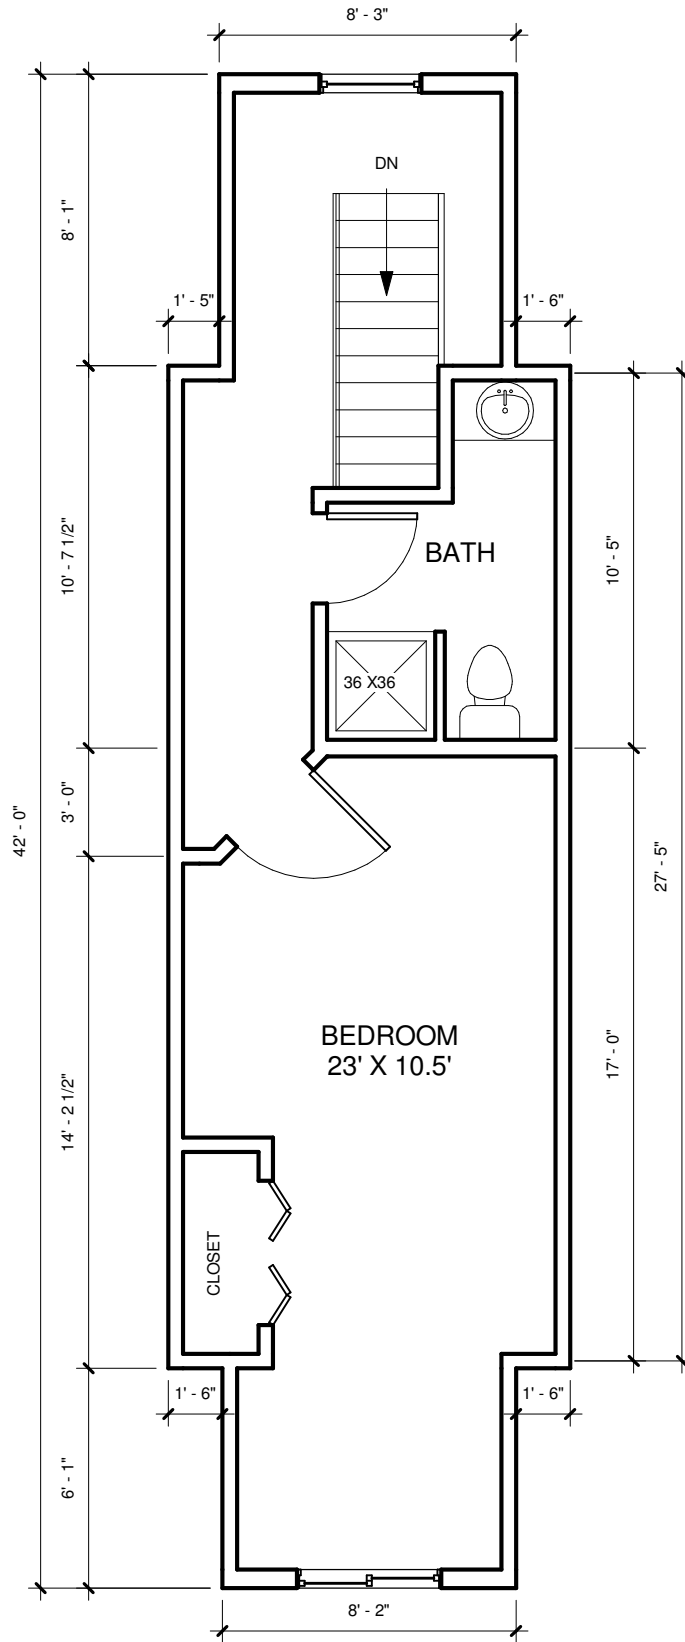 8' - 3"
DN
8' - 1"
1' - 5"
1' - 6"
10' - 7 1/2"
BATH
10' - 5"
36 X36
3' - 0"
42' - 0"
27' - 5"
BEDROOM
23' X 10.5'
17' - 0"
14' - 2 1/2"
CLOSET
1' - 6"
1' - 6"
6' - 1"
8' - 2"